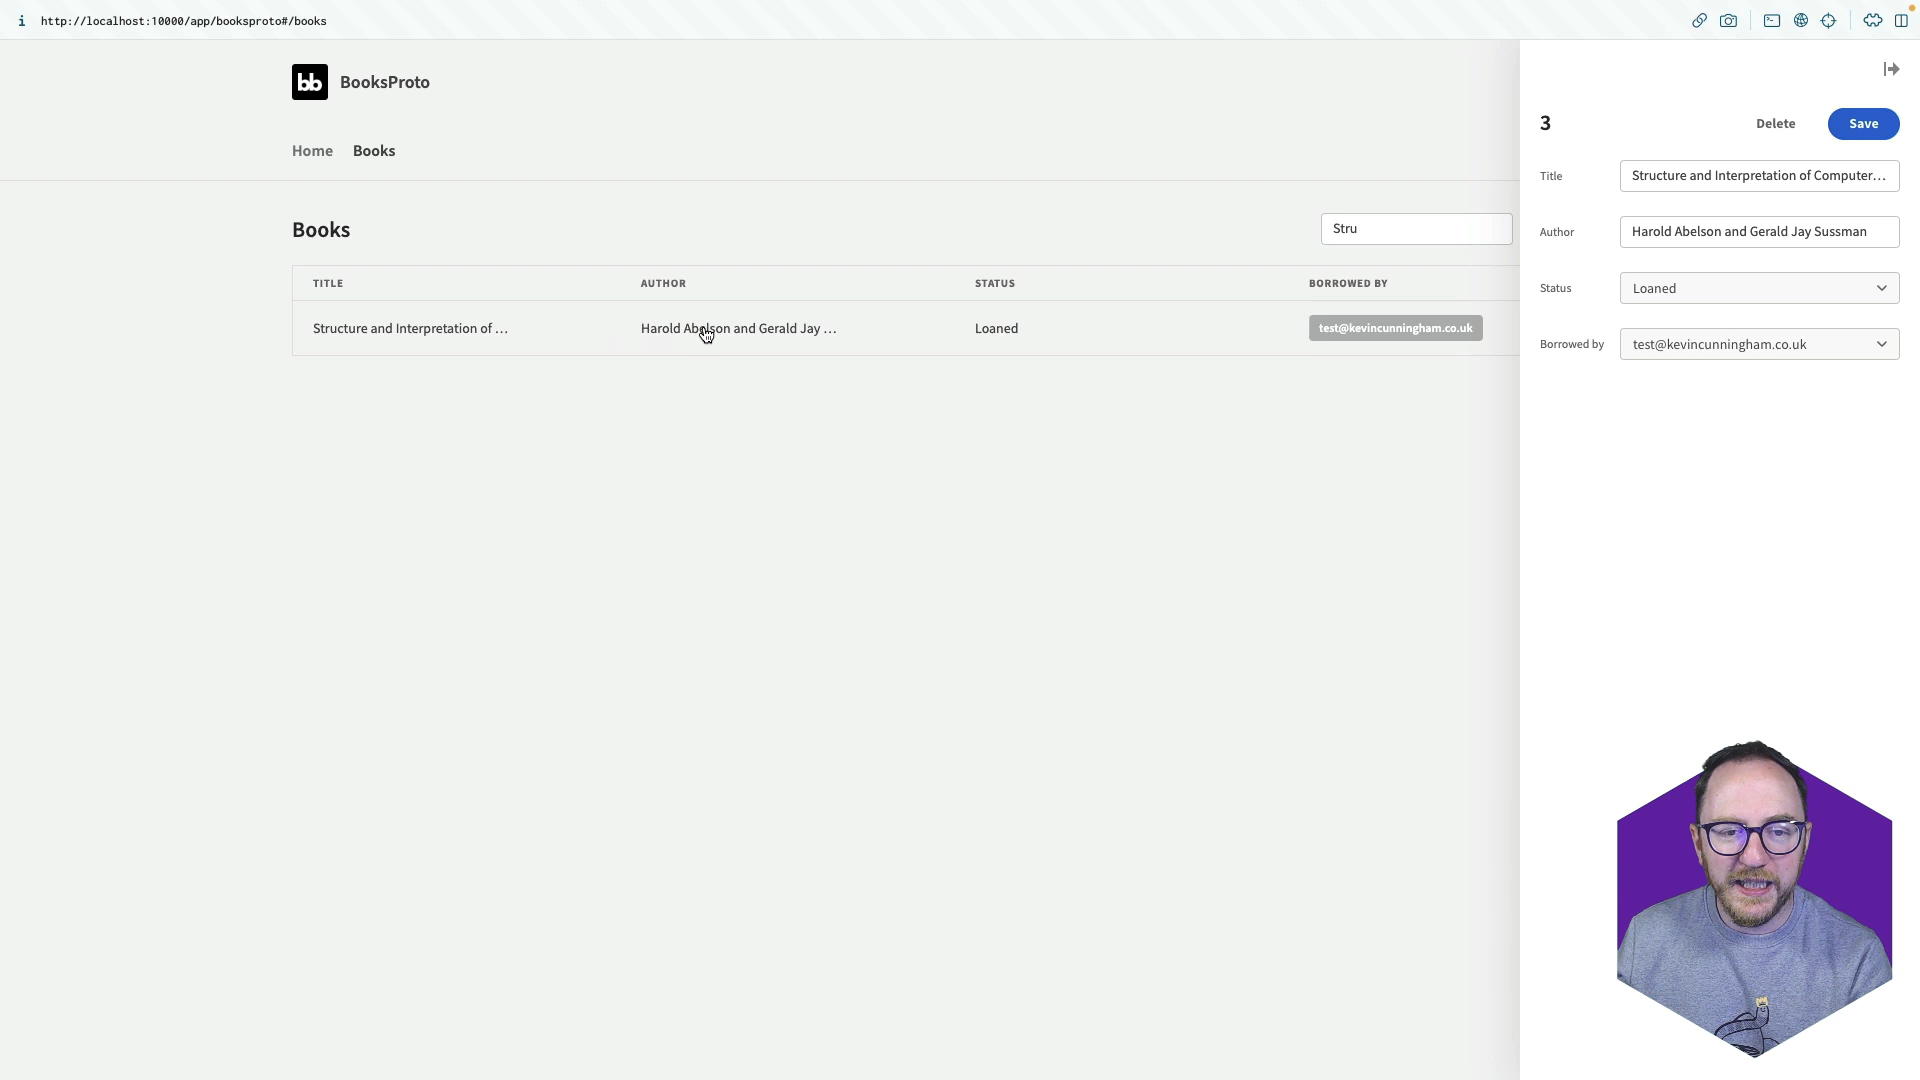 i http://localhost:10000/app/booksproto#/books
bb BooksProto
Home Books
Books
Stru
TITLE AUTHOR STATUS BORROWED BY
Structure and Interpretation of ... Harold Abelson and Gerald Jay ... Loaned test@kevincunningham.co.uk
3 Delete Save
Title Structure and Interpretation of Computer...
Author Harold Abelson and Gerald Jay Sussman
Status Loaned
Borrowed by test@kevincunningham.co.uk